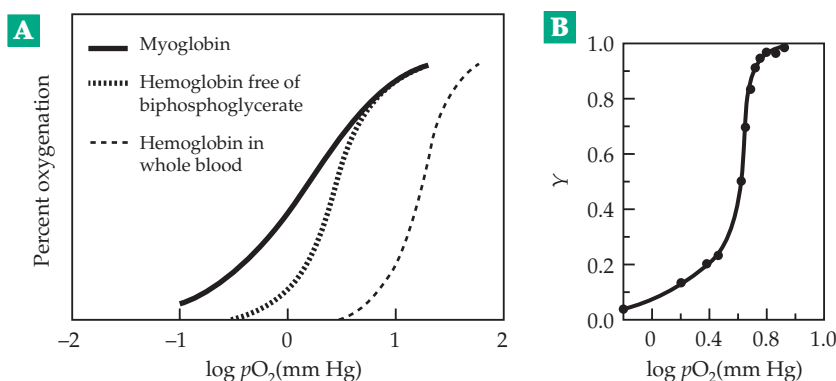 A
Myoglobin
Hemoglobin free of
biphosphoglycerate
Hemoglobin in
whole blood
Percent oxygenation
−2 −1 0 1 2
log pO₂(mm Hg)
B
1.0
0.8
0.6
0.4
0.2
0.0
Y
0 0.4 0.8 1.0
log pO₂(mm Hg)